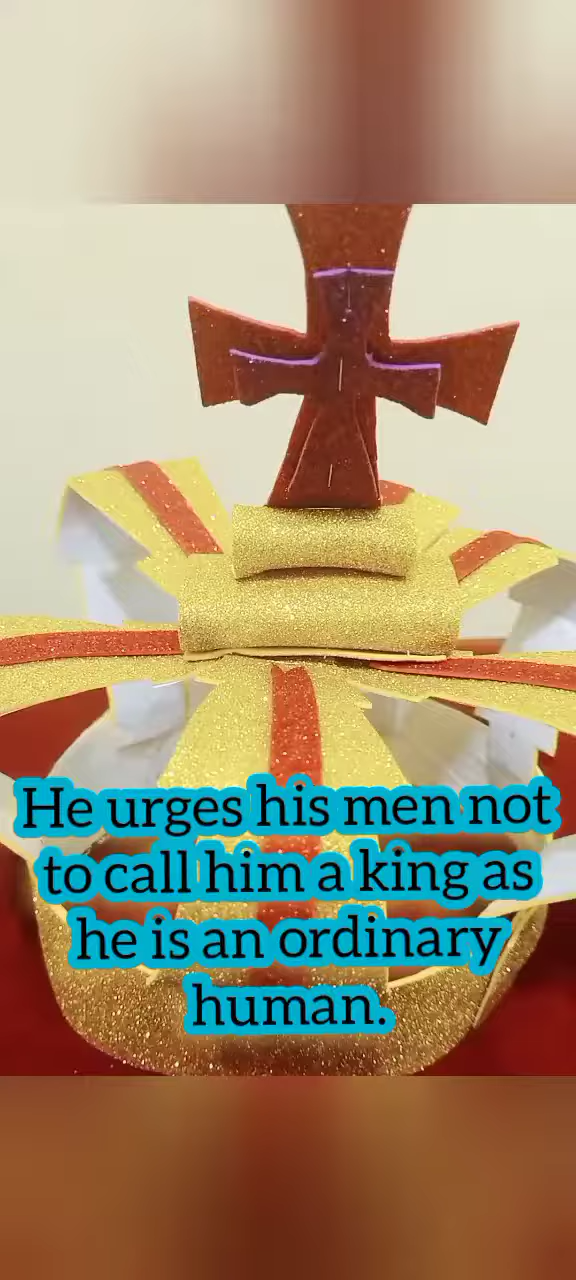 He urges his men not
to call him a king as
he is an ordinary
human.